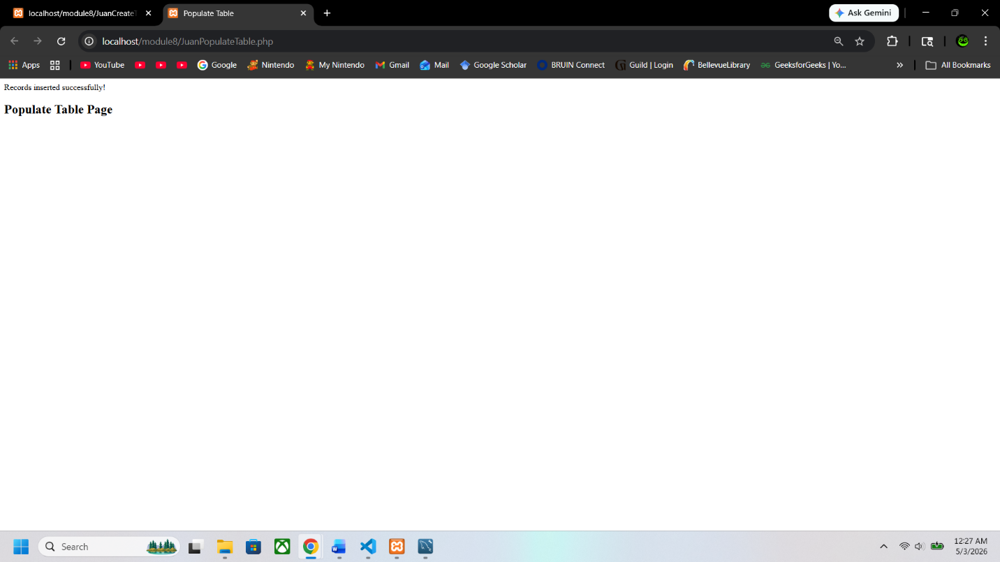 localhost/module8/JuanCreateT
Populate Table
Ask Gemini
localhost/module8/JuanPopulateTable.php
Apps
YouTube
Google
Nintendo
My Nintendo
Gmail
Mail
Google Scholar
BRUIN Connect
Guild | Login
BellevueLibrary
GeeksforGeeks | Yo...
All Bookmarks
Records inserted successfully!
Populate Table Page
Search
12:27 AM
5/3/2026